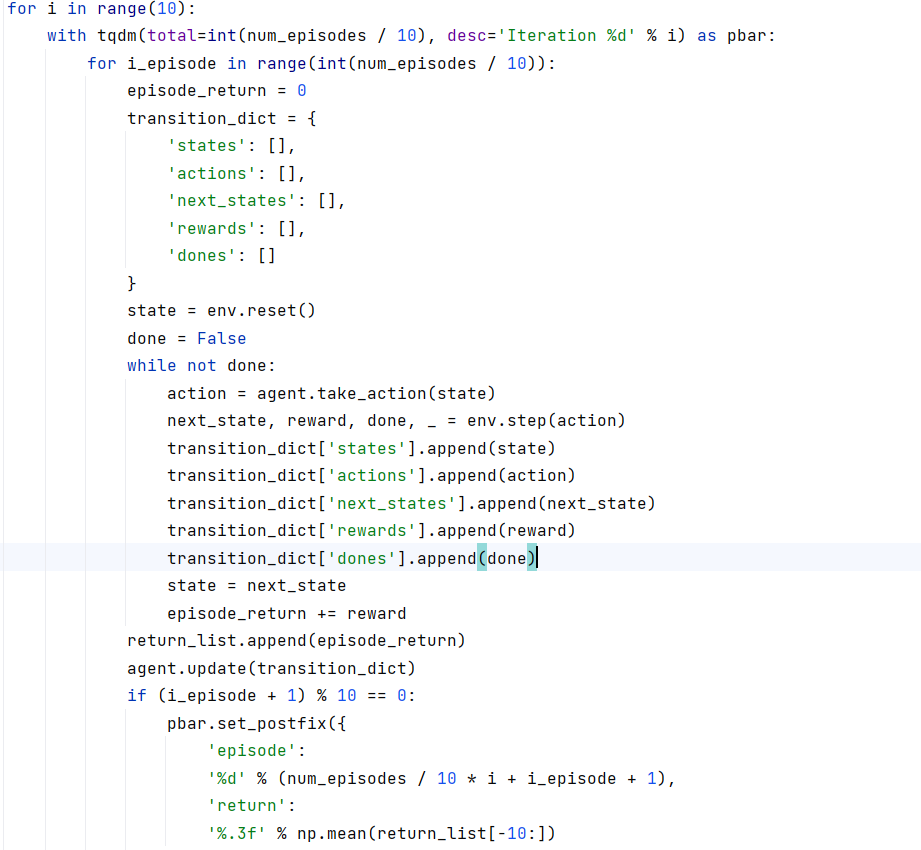 for i in range(10):
    with tqdm(total=int(num_episodes / 10), desc='Iteration %d' % i) as pbar:
        for i_episode in range(int(num_episodes / 10)):
            episode_return = 0
            transition_dict = {
                'states': [],
                'actions': [],
                'next_states': [],
                'rewards': [],
                'dones': []
            }
            state = env.reset()
            done = False
            while not done:
                action = agent.take_action(state)
                next_state, reward, done, _ = env.step(action)
                transition_dict['states'].append(state)
                transition_dict['actions'].append(action)
                transition_dict['next_states'].append(next_state)
                transition_dict['rewards'].append(reward)
                transition_dict['dones'].append(done)
                state = next_state
                episode_return += reward
            return_list.append(episode_return)
            agent.update(transition_dict)
            if (i_episode + 1) % 10 == 0:
                pbar.set_postfix({
                    'episode':
                    '%d' % (num_episodes / 10 * i + i_episode + 1),
                    'return':
                    '%.3f' % np.mean(return_list[-10:])